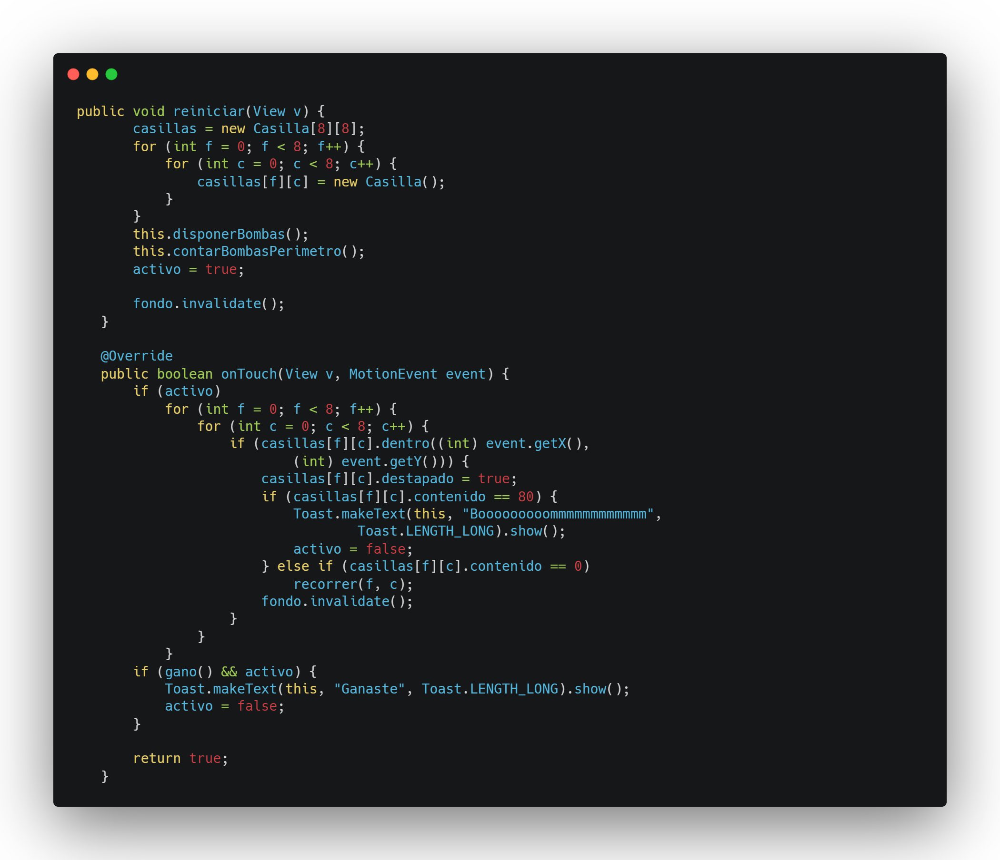 public void reiniciar(View v) {
        casillas = new Casilla[8][8];
        for (int f = 0; f < 8; f++) {
            for (int c = 0; c < 8; c++) {
                casillas[f][c] = new Casilla();
            }
        }
        this.disponerBombas();
        this.contarBombasPerimetro();
        activo = true;

        fondo.invalidate();
    }

    @Override
    public boolean onTouch(View v, MotionEvent event) {
        if (activo)
            for (int f = 0; f < 8; f++) {
                for (int c = 0; c < 8; c++) {
                    if (casillas[f][c].dentro((int) event.getX(),
                            (int) event.getY())) {
                        casillas[f][c].destapado = true;
                        if (casillas[f][c].contenido == 80) {
                            Toast.makeText(this, "Booooooooommmmmmmmmmmm",
                                    Toast.LENGTH_LONG).show();
                            activo = false;
                        } else if (casillas[f][c].contenido == 0)
                            recorrer(f, c);
                        fondo.invalidate();
                    }
                }
            }
        if (gano() && activo) {
            Toast.makeText(this, "Ganaste", Toast.LENGTH_LONG).show();
            activo = false;
        }

        return true;
    }